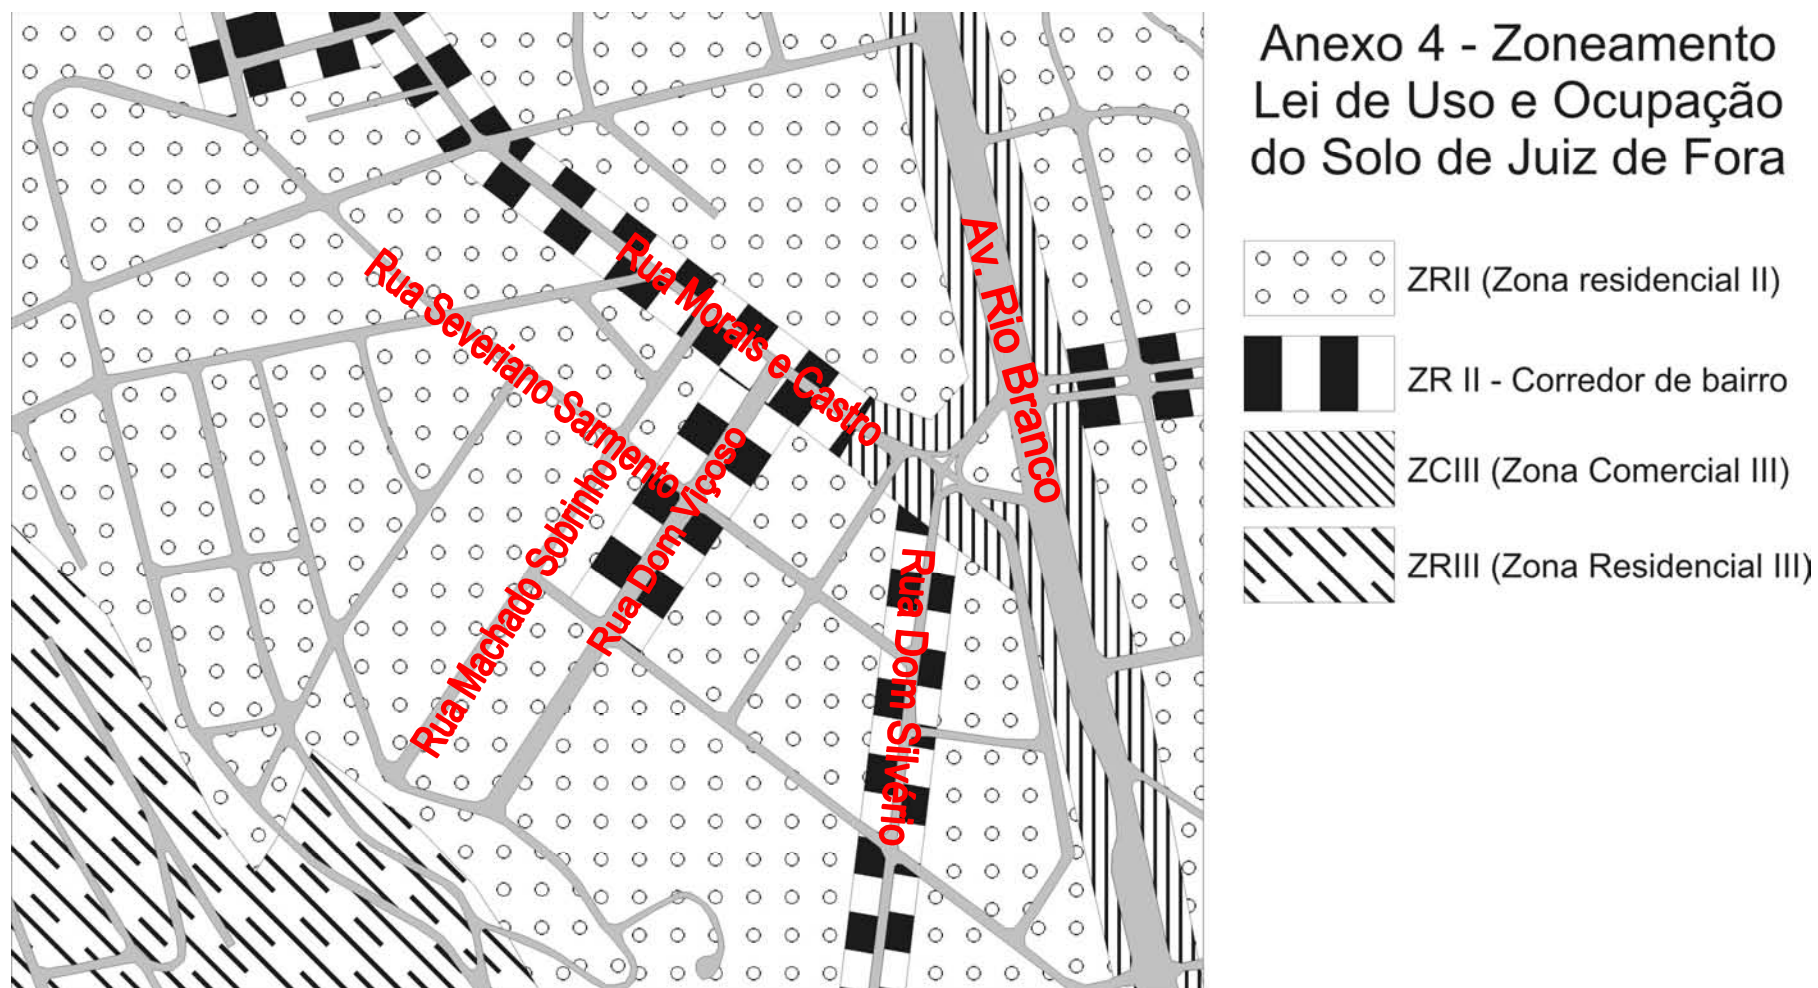 Anexo 4 - Zoneamento
Lei de Uso e Ocupação
do Solo de Juiz de Fora
ZRII (Zona residencial II)
ZR II - Corredor de bairro
ZCIII (Zona Comercial III)
ZRIII (Zona Residencial III)
Rua Severiano Sarmento
Rua Morais e Castro
Av. Rio Branco
Rua Machado Sobrinho
Rua Dom Viçoso
Rua Dom Silvério